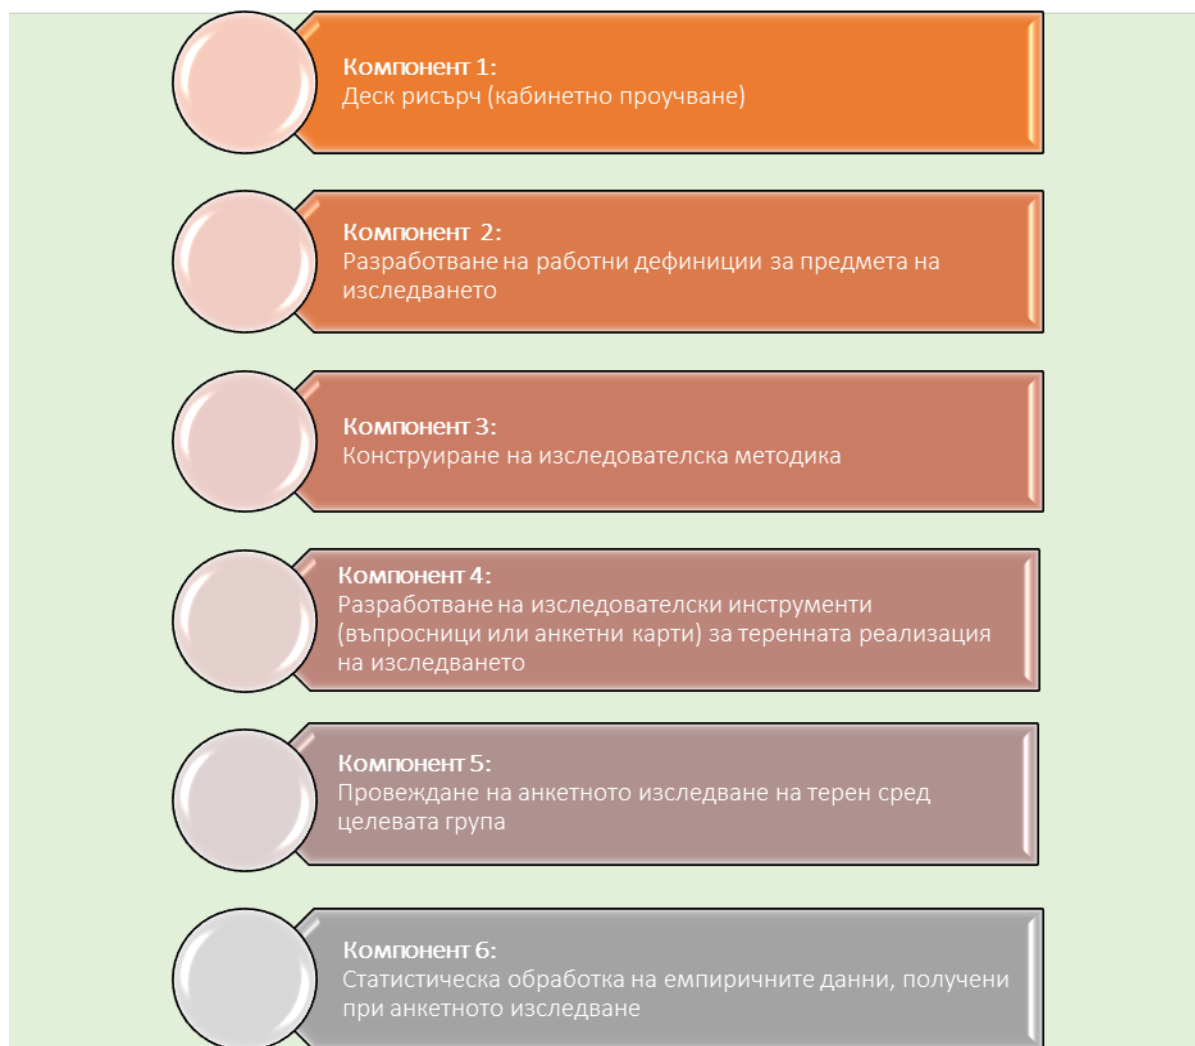 Компонент 1:
Деск рисърч (кабинетно проучване)
Компонент 2:
Разработване на работни дефиниции за предмета на
изследването
Компонент 3:
Конструиране на изследователска методика
Компонент 4:
Разработване на изследователски инструменти
(въпросници или анкетни карти) за теренната реализация
на изследването
Компонент 5:
Провеждане на анкетното изследване на терен сред
целевата група
Компонент 6:
Статистическа обработка на емпиричните данни, получени
при анкетното изследване